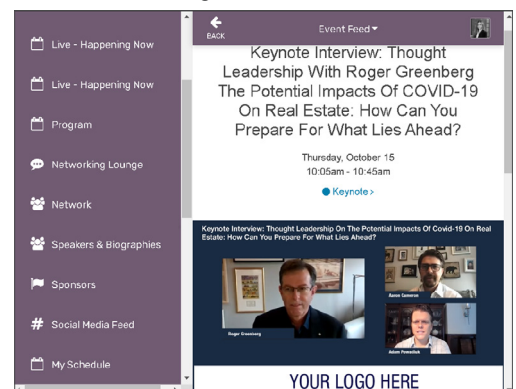 Live - Happening Now
Live - Happening Now
Program
Networking Lounge
Network
Speakers & Biographies
Sponsors
# Social Media Feed
My Schedule
BACK
Event Feed
Keynote Interview: Thought
Leadership With Roger Greenberg
The Potential Impacts Of COVID-19
On Real Estate: How Can You
Prepare For What Lies Ahead?
Thursday, October 15
10:05am - 10:45am
Keynote >
Keynote Interview: Thought Leadership On The Potential Impacts Of Covid-19 On Real
Estate: How Can You Prepare For What Lies Ahead?
Roger Greenberg
Aaron Cameron
Adam Powadiuk
YOUR LOGO HERE